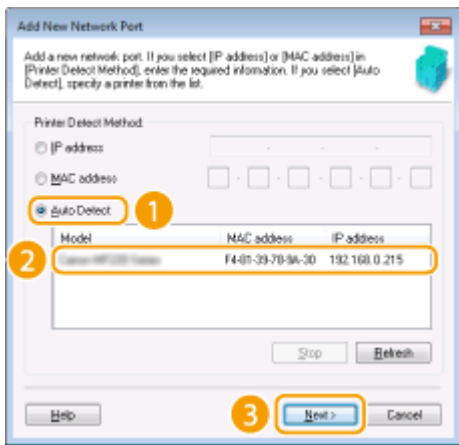 Add New Network Port
Add a new network port. If you select [IP address] or [MAC address] in
[Printer Detect Method], enter the required information. If you select [Auto
Detect], specify a printer from the list.
Printer Detect Method:
IP address
MAC address
Auto Detect 1
Model MAC address IP address
2 F4-81-39-78-9A-30 192.168.0.215
Stop Refresh
Help 3 Next > Cancel